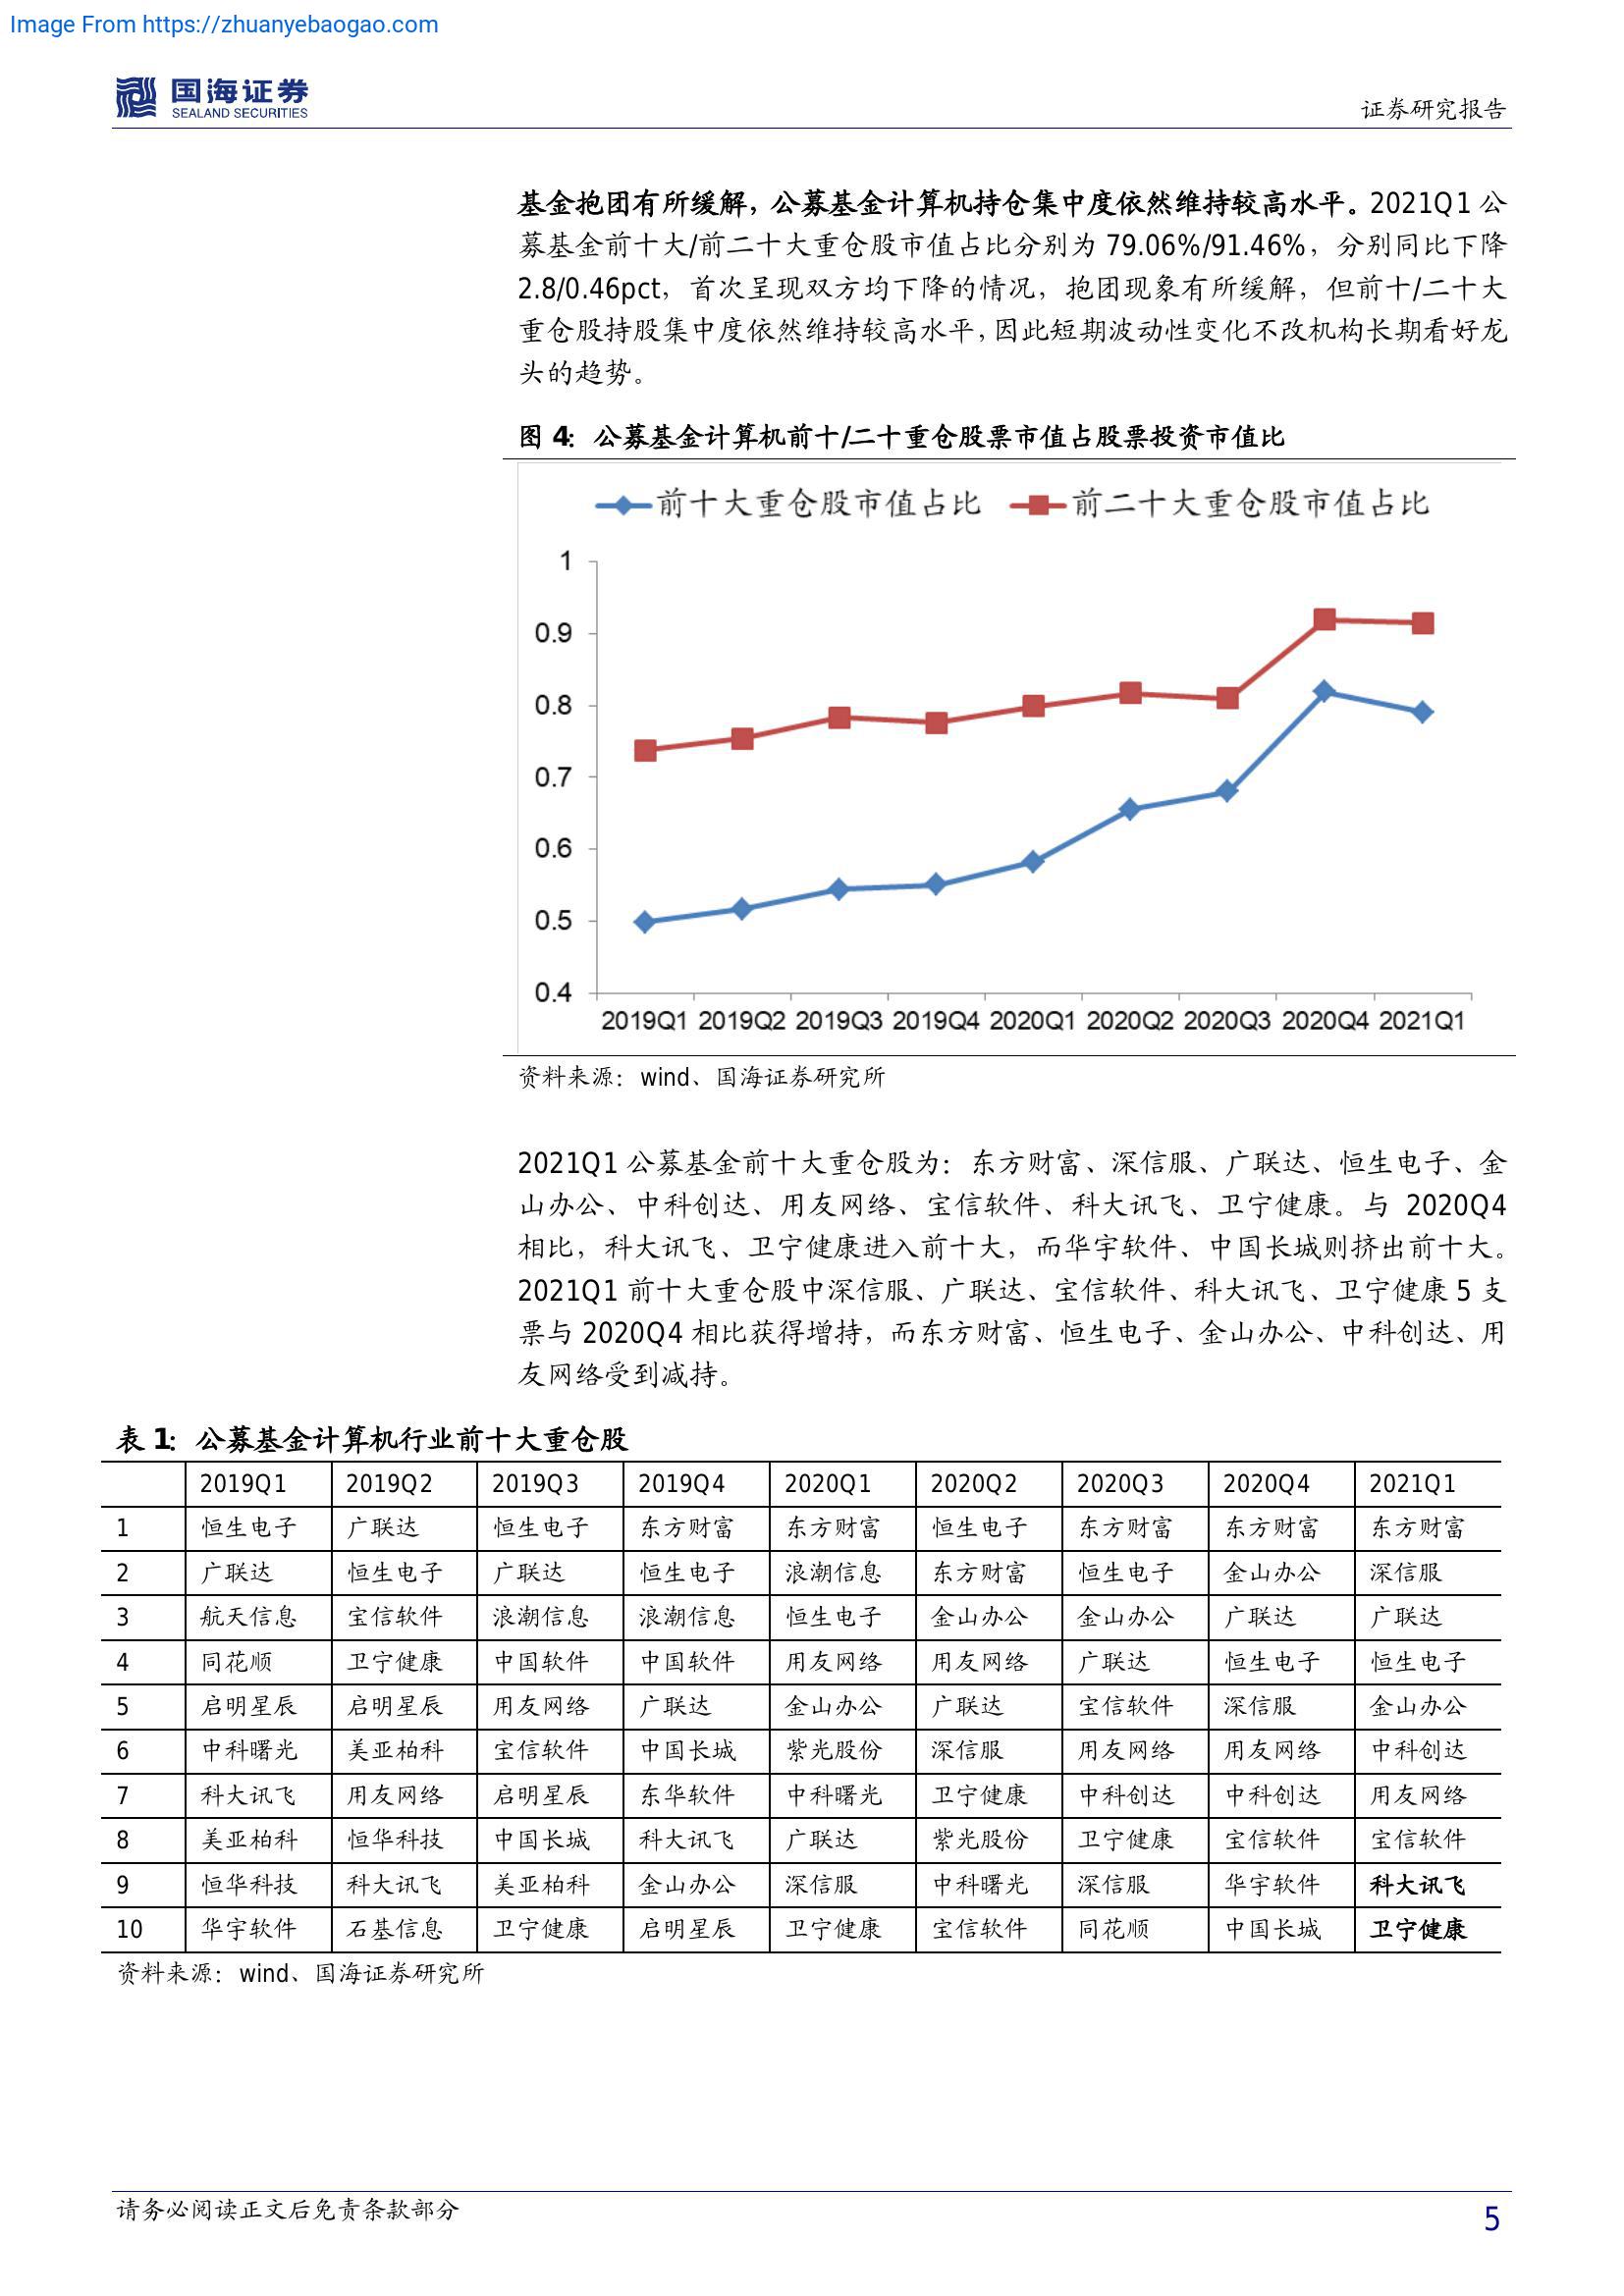 Image From https://zhuanyebaogao.com
国海证券
SEALAND SECURITIES
证券研究报告
基金抱团有所缓解，公募基金计算机持仓集中度依然维持较高水平。2021Q1 公
募基金前十大/前二十大重仓股市值占比分别为 79.06%/91.46%，分别同比下降
2.8/0.46pct，首次呈现双方均下降的情况，抱团现象有所缓解，但前十/二十大
重仓股持股集中度依然维持较高水平，因此短期波动性变化不改机构长期看好龙
头的趋势。
图 4：公募基金计算机前十/二十重仓股票市值占股票投资市值比
前十大重仓股市值占比 前二十大重仓股市值占比
1
0.9
0.8
0.7
0.6
0.5
0.4
2019Q1 2019Q2 2019Q3 2019Q4 2020Q1 2020Q2 2020Q3 2020Q4 2021Q1
资料来源：wind、国海证券研究所
2021Q1 公募基金前十大重仓股为：东方财富、深信服、广联达、恒生电子、金
山办公、中科创达、用友网络、宝信软件、科大讯飞、卫宁健康。与 2020Q4
相比，科大讯飞、卫宁健康进入前十大，而华宇软件、中国长城则挤出前十大。
2021Q1 前十大重仓股中深信服、广联达、宝信软件、科大讯飞、卫宁健康 5 支
票与 2020Q4 相比获得增持，而东方财富、恒生电子、金山办公、中科创达、用
友网络受到减持。
表 1：公募基金计算机行业前十大重仓股
2019Q1 2019Q2 2019Q3 2019Q4 2020Q1 2020Q2 2020Q3 2020Q4 2021Q1
1 恒生电子 广联达 恒生电子 东方财富 东方财富 恒生电子 东方财富 东方财富 东方财富
2 广联达 恒生电子 广联达 恒生电子 浪潮信息 东方财富 恒生电子 金山办公 深信服
3 航天信息 宝信软件 浪潮信息 浪潮信息 恒生电子 金山办公 金山办公 广联达 广联达
4 同花顺 卫宁健康 中国软件 中国软件 用友网络 用友网络 广联达 恒生电子 恒生电子
5 启明星辰 启明星辰 用友网络 广联达 金山办公 广联达 宝信软件 深信服 金山办公
6 中科曙光 美亚柏科 宝信软件 中国长城 紫光股份 深信服 用友网络 用友网络 中科创达
7 科大讯飞 用友网络 启明星辰 东华软件 中科曙光 卫宁健康 中科创达 中科创达 用友网络
8 美亚柏科 恒华科技 中国长城 科大讯飞 广联达 紫光股份 卫宁健康 宝信软件 宝信软件
9 恒华科技 科大讯飞 美亚柏科 金山办公 深信服 中科曙光 深信服 华宇软件 科大讯飞
10 华宇软件 石基信息 卫宁健康 启明星辰 卫宁健康 宝信软件 同花顺 中国长城 卫宁健康
资料来源：wind、国海证券研究所
请务必阅读正文后免责条款部分
5